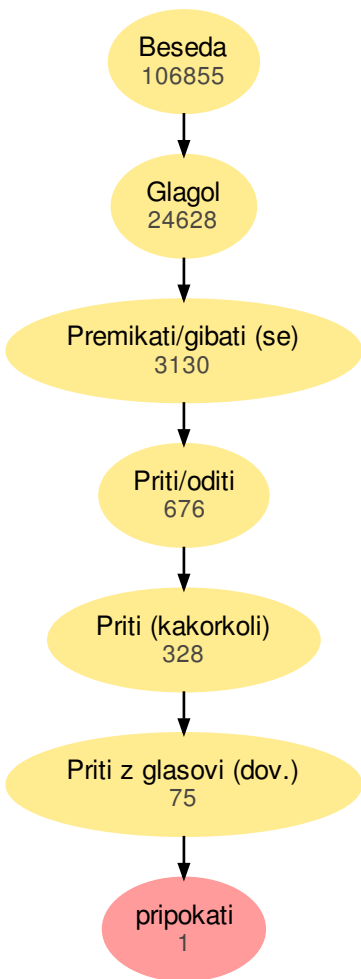 Beseda
106855
Glagol
24628
Premikati/gibati (se)
3130
Priti/oditi
676
Priti (kakorkoli)
328
Priti z glasovi (dov.)
75
pripokati
1